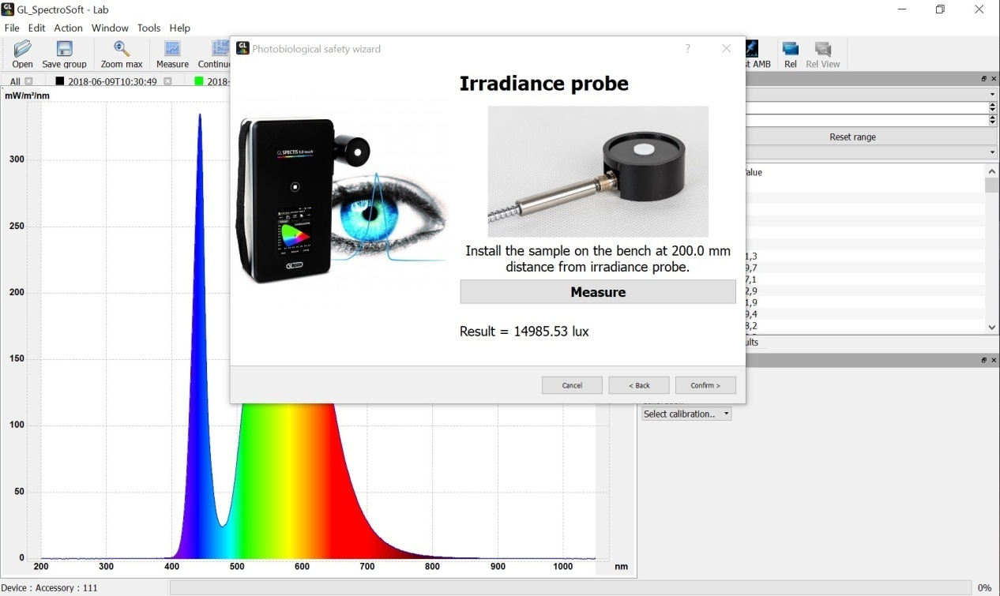 GL_SpectroSoft - Lab
File Edit Action Window Tools Help
Open Save group Zoom max Measure Continu
st AMB Rel Rel View
All 2018-06-09T10:30:49 2018-
mW/m²/nm
300
250
200
150
100
50
0
200 300 400 500 600 700 800 900 1000 nm
Photobiological safety wizard ?
Irradiance probe
GL SPECTIS 5.0 touch
Install the sample on the bench at 200.0 mm
distance from irradiance probe.
Measure
Result = 14985.53 lux
Cancel < Back Confirm >
Reset range
alue
1,3
9,7
7,1
2,9
1,9
9,4
8,2
ults
Select calibration..
Device : Accessory : 111 0%